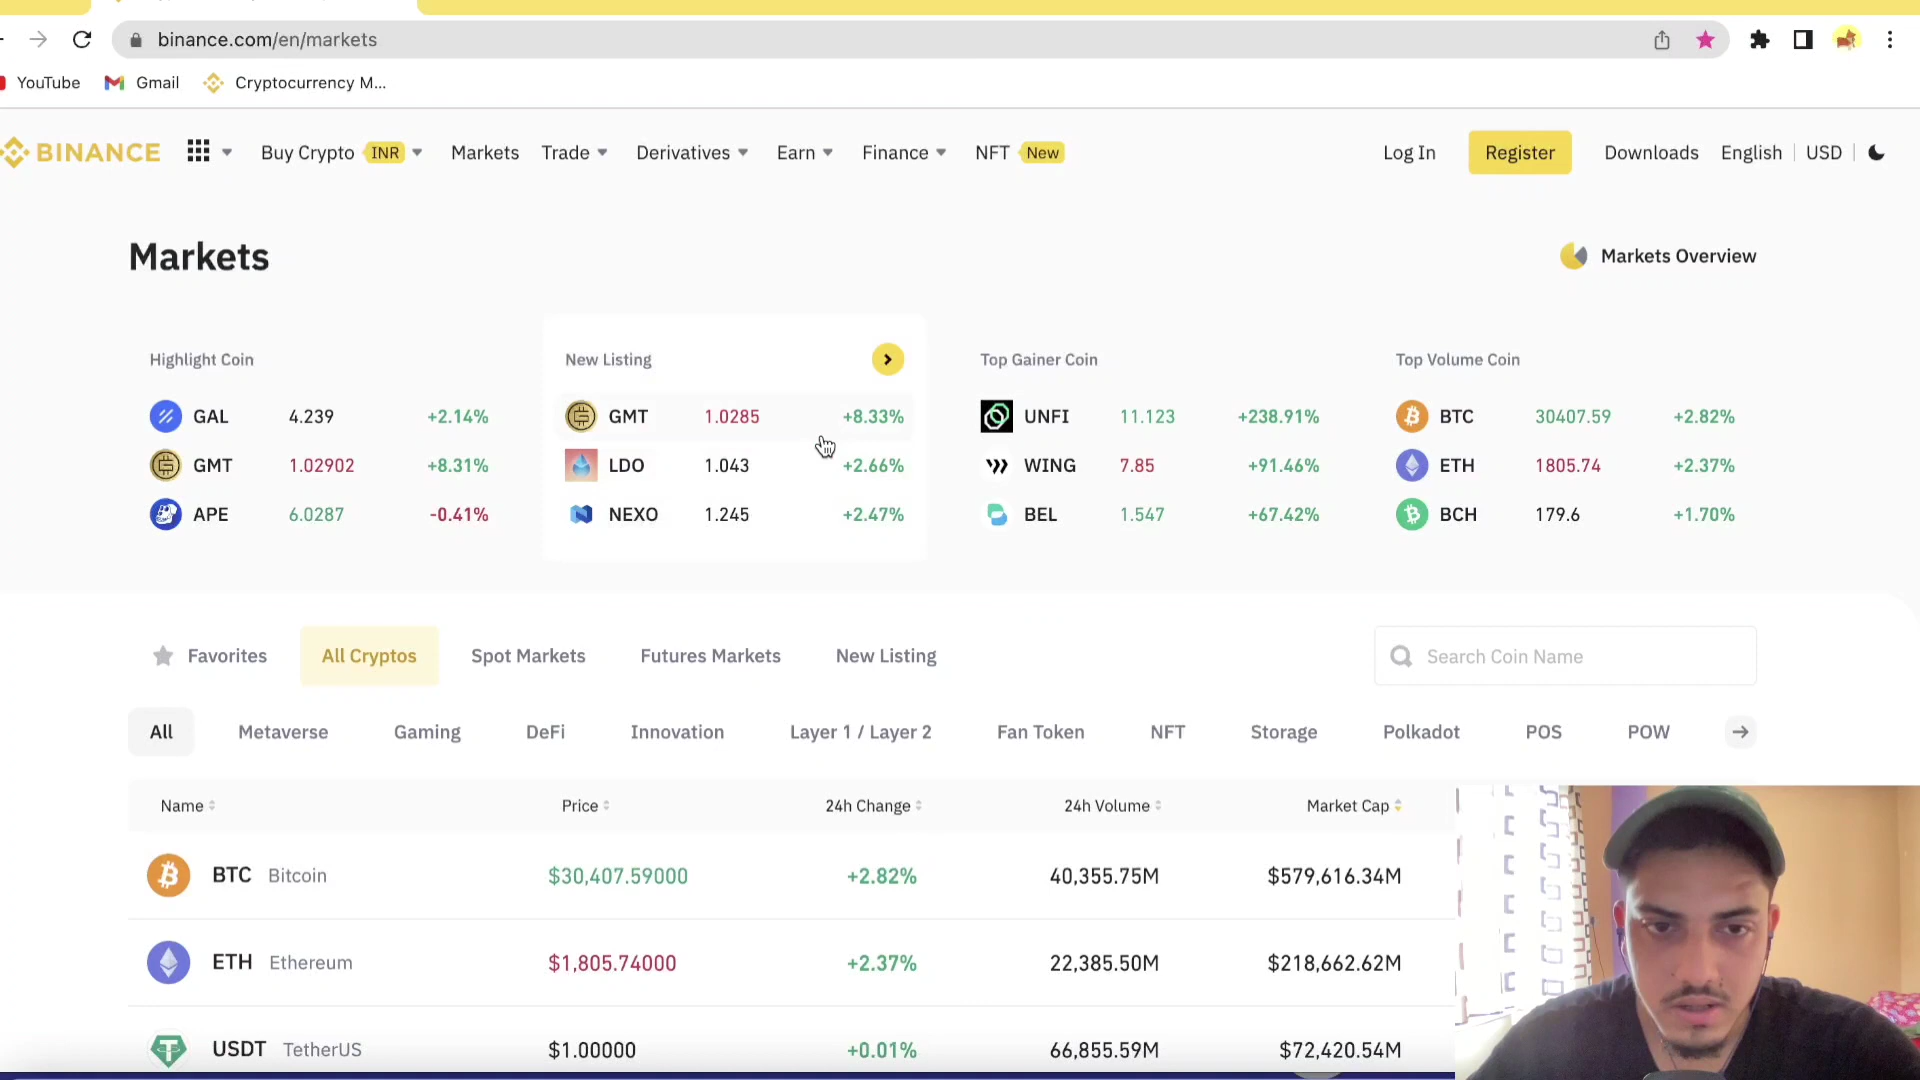 binance.com/en/markets
YouTube Gmail Cryptocurrency M...
BINANCE Buy Crypto INR Markets Trade Derivatives Earn Finance NFT New Log In Register Downloads English USD
Markets Markets Overview
Highlight Coin New Listing Top Gainer Coin Top Volume Coin
GAL 4.239 +2.14% GMT 1.0285 +8.33% UNFI 11.123 +238.91% BTC 30407.59 +2.82%
GMT 1.02902 +8.31% LDO 1.043 +2.66% WING 7.85 +91.46% ETH 1805.74 +2.37%
APE 6.0287 -0.41% NEXO 1.245 +2.47% BEL 1.547 +67.42% BCH 179.6 +1.70%
Favorites All Cryptos Spot Markets Futures Markets New Listing Search Coin Name
All Metaverse Gaming DeFi Innovation Layer 1 / Layer 2 Fan Token NFT Storage Polkadot POS POW
Name Price 24h Change 24h Volume Market Cap
BTC Bitcoin $30,407.59000 +2.82% 40,355.75M $579,616.34M
ETH Ethereum $1,805.74000 +2.37% 22,385.50M $218,662.62M
USDT TetherUS $1.00000 +0.01% 66,855.59M $72,420.54M